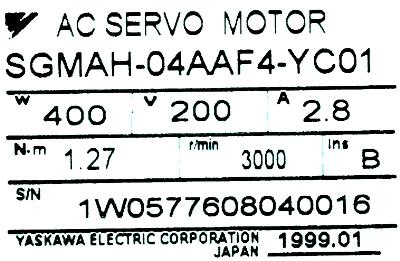 AC SERVO MOTOR
SGMAH-04AAF4-YC01
W 400 V 200 A 2.8
N·m 1.27 r/min 3000 Ins B
S/N 1W0577608040016
YASKAWA ELECTRIC CORPORATION 1999.01
JAPAN